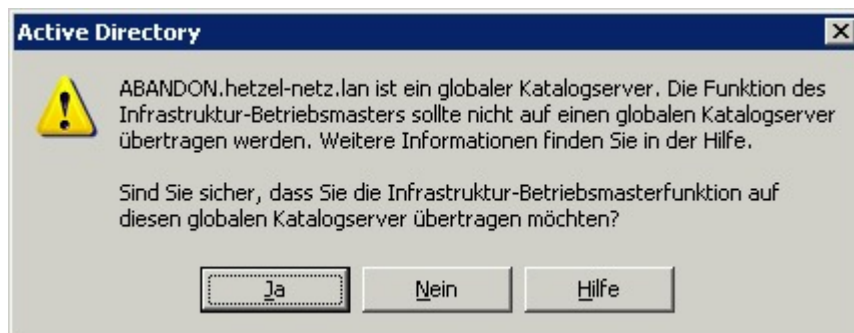 Active Directory
ABANDON.hetzel-netz.lan ist ein globaler Katalogserver. Die Funktion des
Infrastruktur-Betriebsmasters sollte nicht auf einen globalen Katalogserver
übertragen werden. Weitere Informationen finden Sie in der Hilfe.
Sind Sie sicher, dass Sie die Infrastruktur-Betriebsmasterfunktion auf
diesen globalen Katalogserver übertragen möchten?
Ja Nein Hilfe